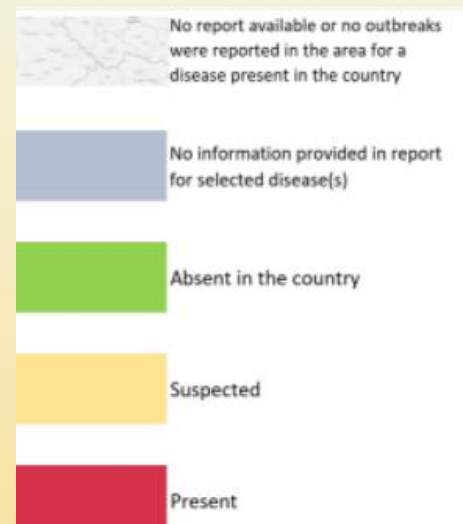 No report available or no outbreaks
were reported in the area for a
disease present in the country
No information provided in report
for selected disease(s)
Absent in the country
Suspected
Present